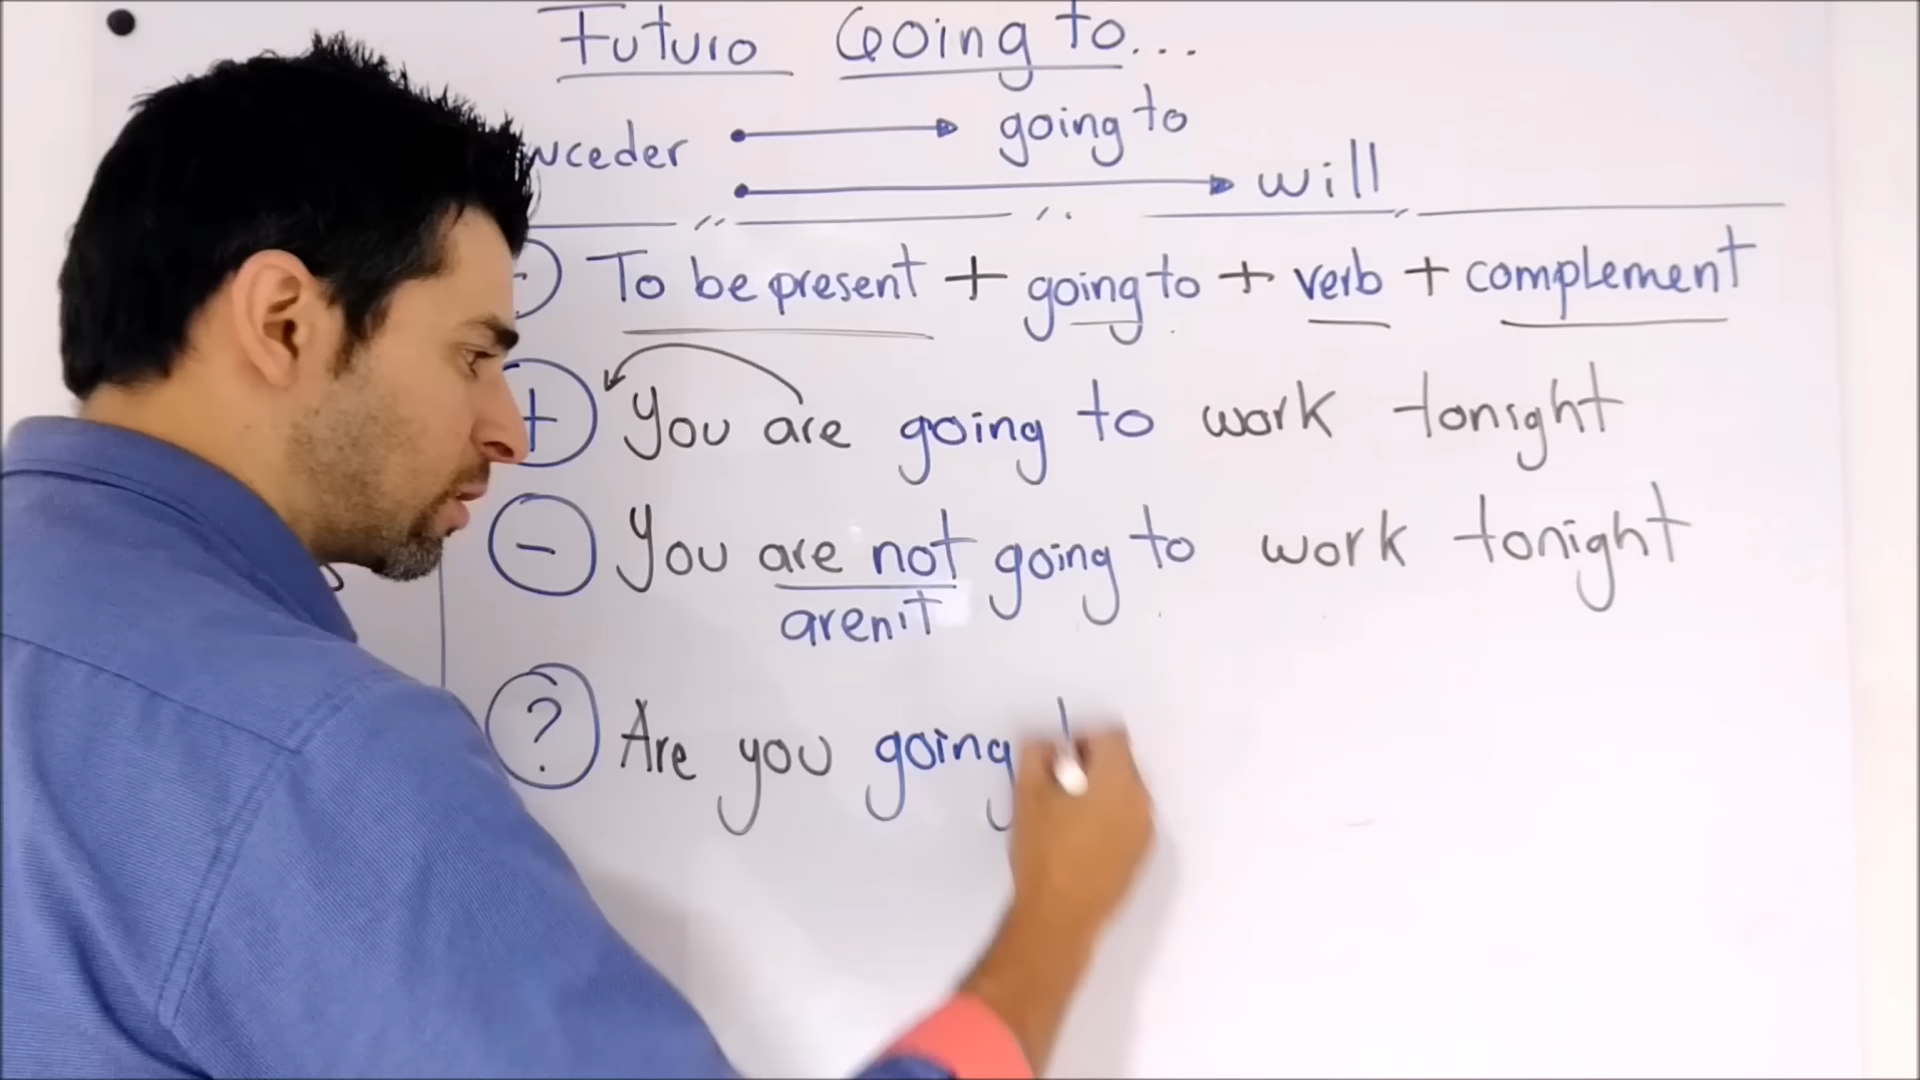 Futuro Going to...
going to
will
To be present + going to + verb + complement
+ You are going to work tonight
- You are not going to work tonight
aren't
? Are you going